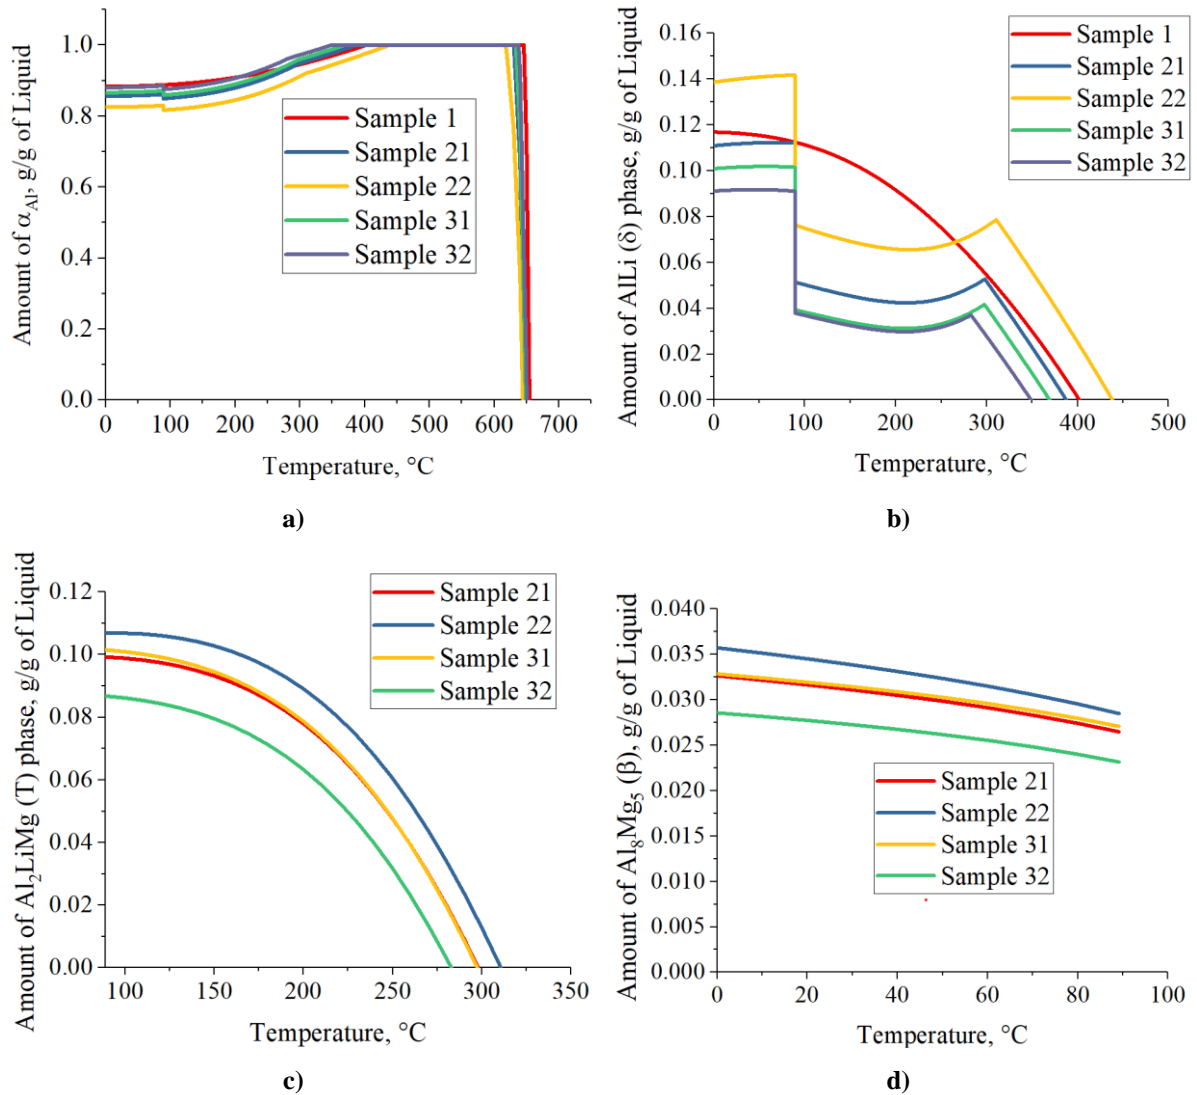 Amount of α_Al, g/g of Liquid
1.0
0.8
0.6
0.4
0.2
0.0
0 100 200 300 400 500 600 700
Temperature, °C
Sample 1
Sample 21
Sample 22
Sample 31
Sample 32
a)
Amount of AlLi (δ) phase, g/g of Liquid
0.16
0.14
0.12
0.10
0.08
0.06
0.04
0.02
0.00
0 100 200 300 400 500
Temperature, °C
Sample 1
Sample 21
Sample 22
Sample 31
Sample 32
b)
Amount of Al₂LiMg (T) phase, g/g of Liquid
0.12
0.10
0.08
0.06
0.04
0.02
0.00
100 150 200 250 300 350
Temperature, °C
Sample 21
Sample 22
Sample 31
Sample 32
c)
Amount of Al₈Mg₅ (β), g/g of Liquid
0.040
0.035
0.030
0.025
0.020
0.015
0.010
0.005
0.000
0 20 40 60 80 100
Temperature, °C
Sample 21
Sample 22
Sample 31
Sample 32
d)